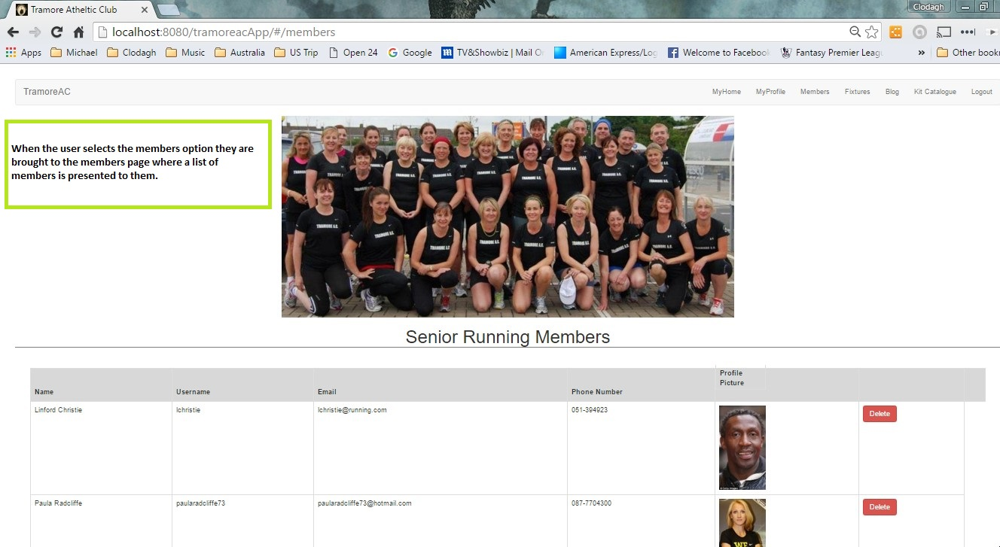 Tramore Atheltic Club
Clodagh
localhost:8080/tramoreacApp/#/members
Apps Michael Clodagh Music Australia US Trip Open 24 Google TV&Showbiz | Mail On American Express/Log Welcome to Facebook Fantasy Premier Leagu » Other bookr
TramoreAC
MyHome MyProfile Members Fixtures Blog Kit Catalogue Logout
When the user selects the members option they are
brought to the members page where a list of
members is presented to them.
TRAMORE A.C.
Senior Running Members
Name Username Email Phone Number Profile
Picture
Linford Christie lchristie lchristie@running.com 051-394923 Delete
Paula Radcliffe paularadcliffe73 paularadcliffe73@hotmail.com 087-7704300 Delete